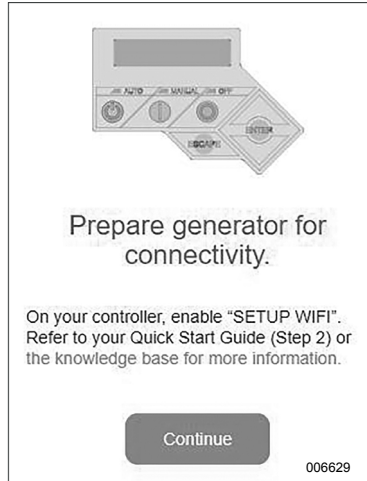 AUTO MANUAL OFF
ENTER
ESCAPE
Prepare generator for
connectivity.
On your controller, enable “SETUP WIFI”.
Refer to your Quick Start Guide (Step 2) or
the knowledge base for more information.
Continue
006629